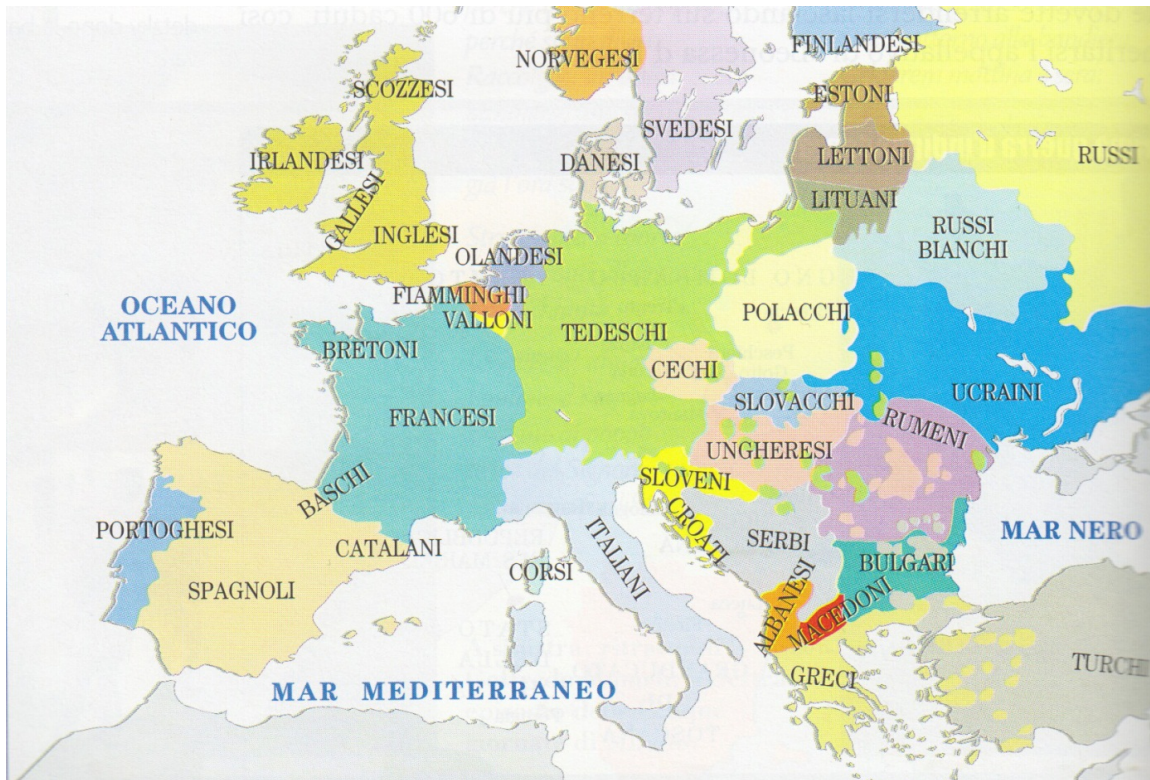 NORVEGESI
FINLANDESI
SCOZZESI
ESTONI
SVEDESI
IRLANDESI
DANESI
LETTONI
RUSSI
LITUANI
GALLESI
INGLESI
RUSSI
BIANCHI
OLANDESI
OCEANO
ATLANTICO
FIAMMINGHI
VALLONI
TEDESCHI
POLACCHI
BRETONI
CECHI
UCRAINI
SLOVACCHI
FRANCESI
RUMENI
UNGHERESI
SLOVENI
BASCHI
CROATI
PORTOGHESI
CATALANI
ITALIANI
SERBI
MAR NERO
CORSI
BULGARI
SPAGNOLI
ALBANESI
MACEDONI
TURCHI
GRECI
MAR MEDITERRANEO